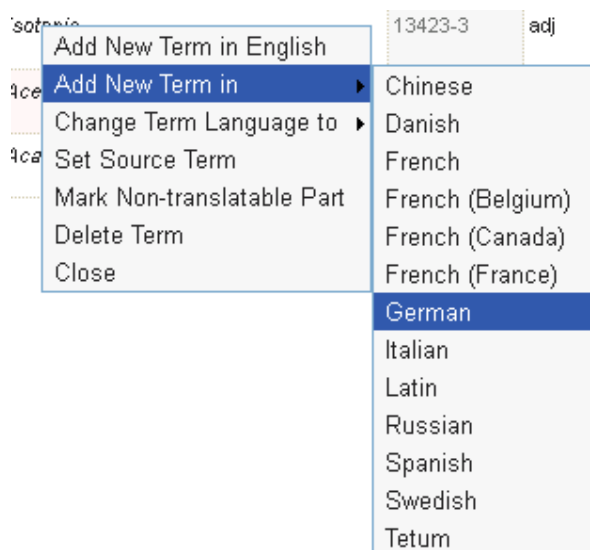 13423-3 adj
Add New Term in English
Add New Term in
Change Term Language to
Set Source Term
Mark Non-translatable Part
Delete Term
Close
Chinese
Danish
French
French (Belgium)
French (Canada)
French (France)
German
Italian
Latin
Russian
Spanish
Swedish
Tetum